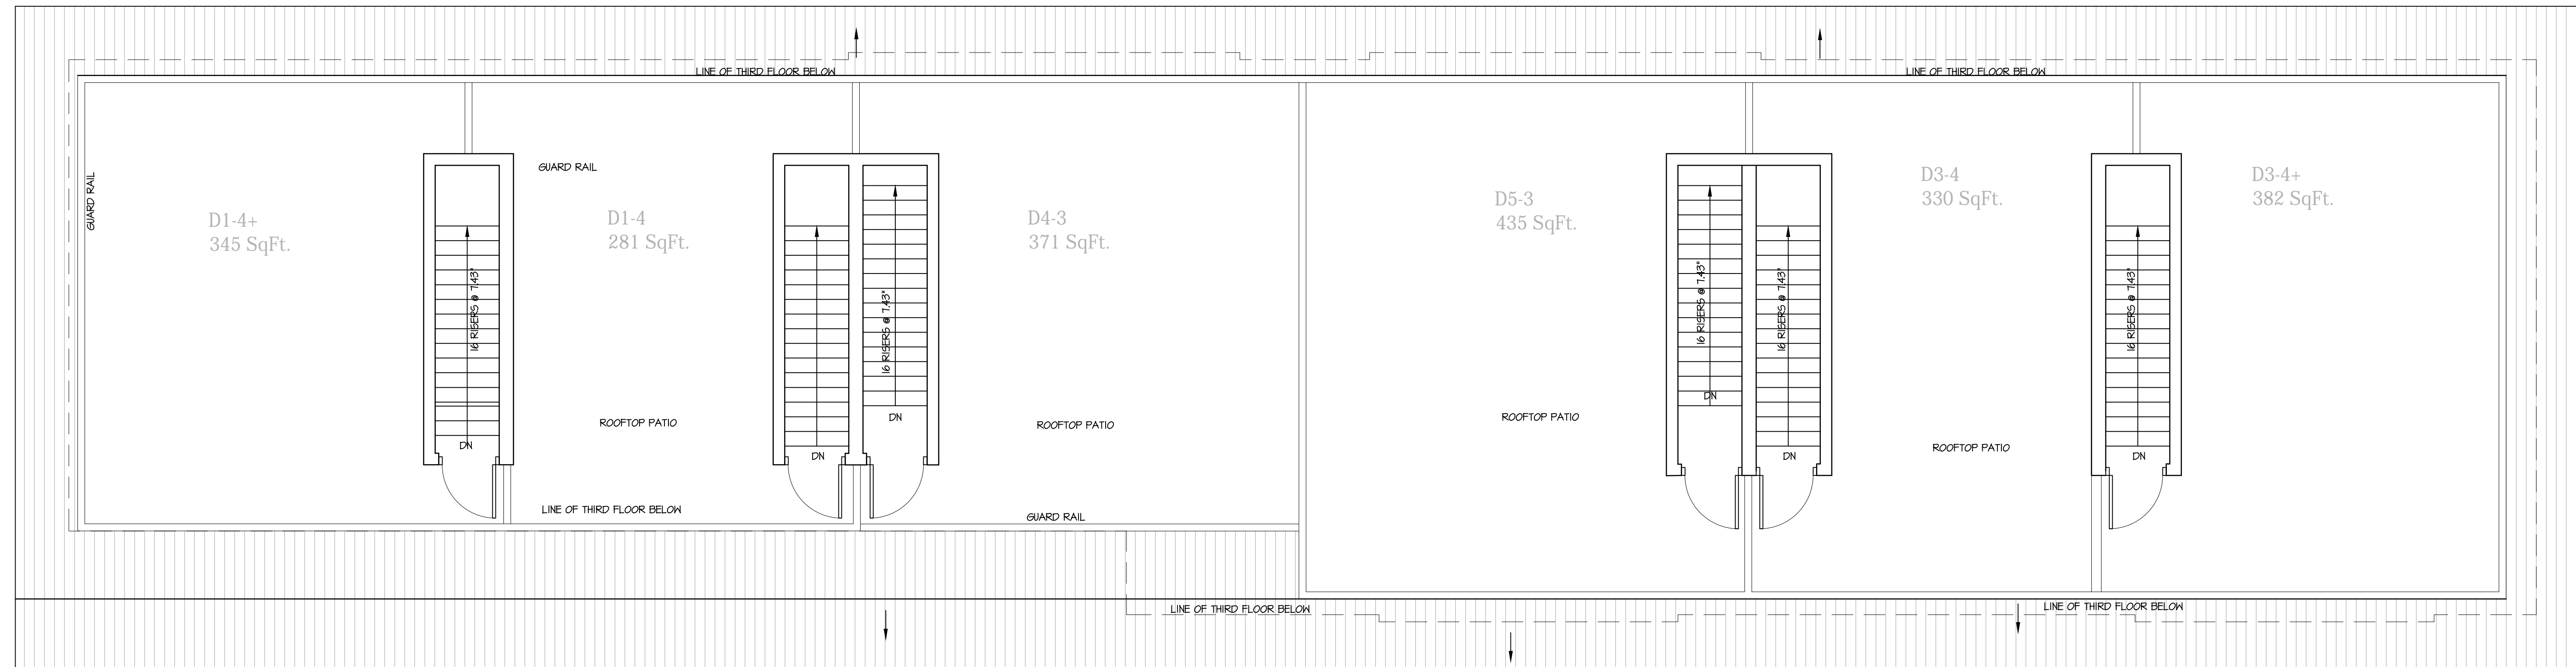 LINE OF THIRD FLOOR BELOW
LINE OF THIRD FLOOR BELOW
GUARD RAIL
GUARD RAIL
D1-4+
345 SqFt.
D1-4
281 SqFt.
D4-3
371 SqFt.
D5-3
435 SqFt.
D3-4
330 SqFt.
D3-4+
382 SqFt.
16 RISERS @ 7.43"
16 RISERS @ 7.43"
16 RISERS @ 7.43"
16 RISERS @ 7.43"
16 RISERS @ 7.43"
DN
DN
DN
DN
DN
DN
ROOFTOP PATIO
ROOFTOP PATIO
ROOFTOP PATIO
ROOFTOP PATIO
LINE OF THIRD FLOOR BELOW
GUARD RAIL
LINE OF THIRD FLOOR BELOW
LINE OF THIRD FLOOR BELOW